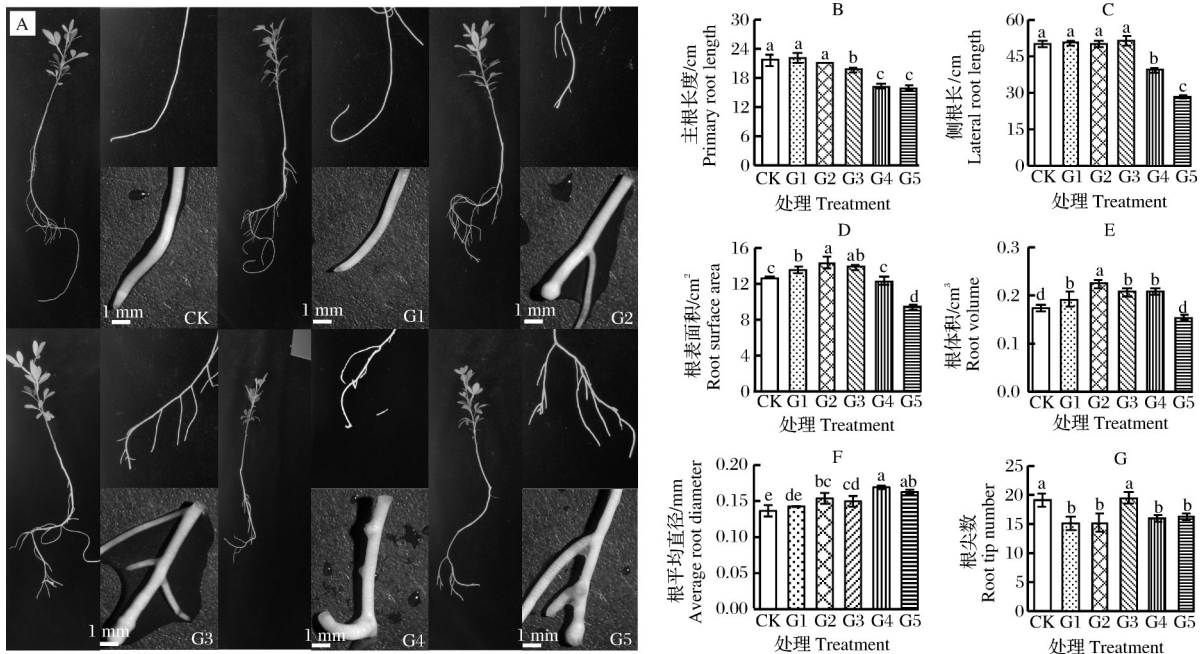 A
1 mm
CK
1 mm
G1
1 mm
G2
1 mm
G3
1 mm
G4
1 mm
G5
B
主根长度/cm
Primary root length
30
24
18
12
6
0
a a a b c c
CK G1 G2 G3 G4 G5
处理 Treatment
C
侧根长/cm
Lateral root length
60
45
30
15
0
a a a a b c
CK G1 G2 G3 G4 G5
处理 Treatment
D
根表面积/cm²
Root surface area
16
12
8
4
0
c b a ab c d
CK G1 G2 G3 G4 G5
处理 Treatment
E
根体积/cm³
Root volume
0.3
0.2
0.1
0.0
d b a b b d
CK G1 G2 G3 G4 G5
处理 Treatment
F
根平均直径/mm
Average root diameter
0.20
0.15
0.10
0.05
0.00
e de bc cd a ab
CK G1 G2 G3 G4 G5
处理 Treatment
G
根尖数
Root tip number
25
20
15
10
5
0
a b b a b b
CK G1 G2 G3 G4 G5
处理 Treatment